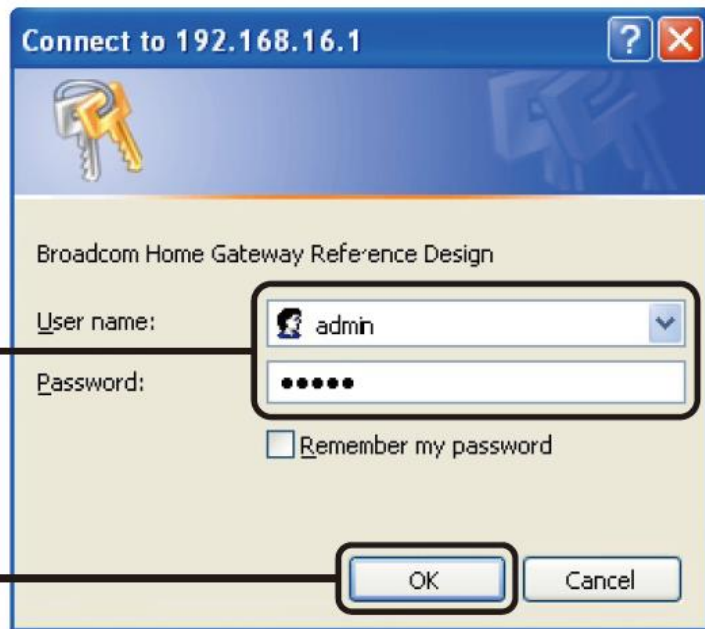 Connect to 192.168.16.1
Broadcom Home Gateway Reference Design
User name:
admin
Password:
•••••
Remember my password
OK
Cancel